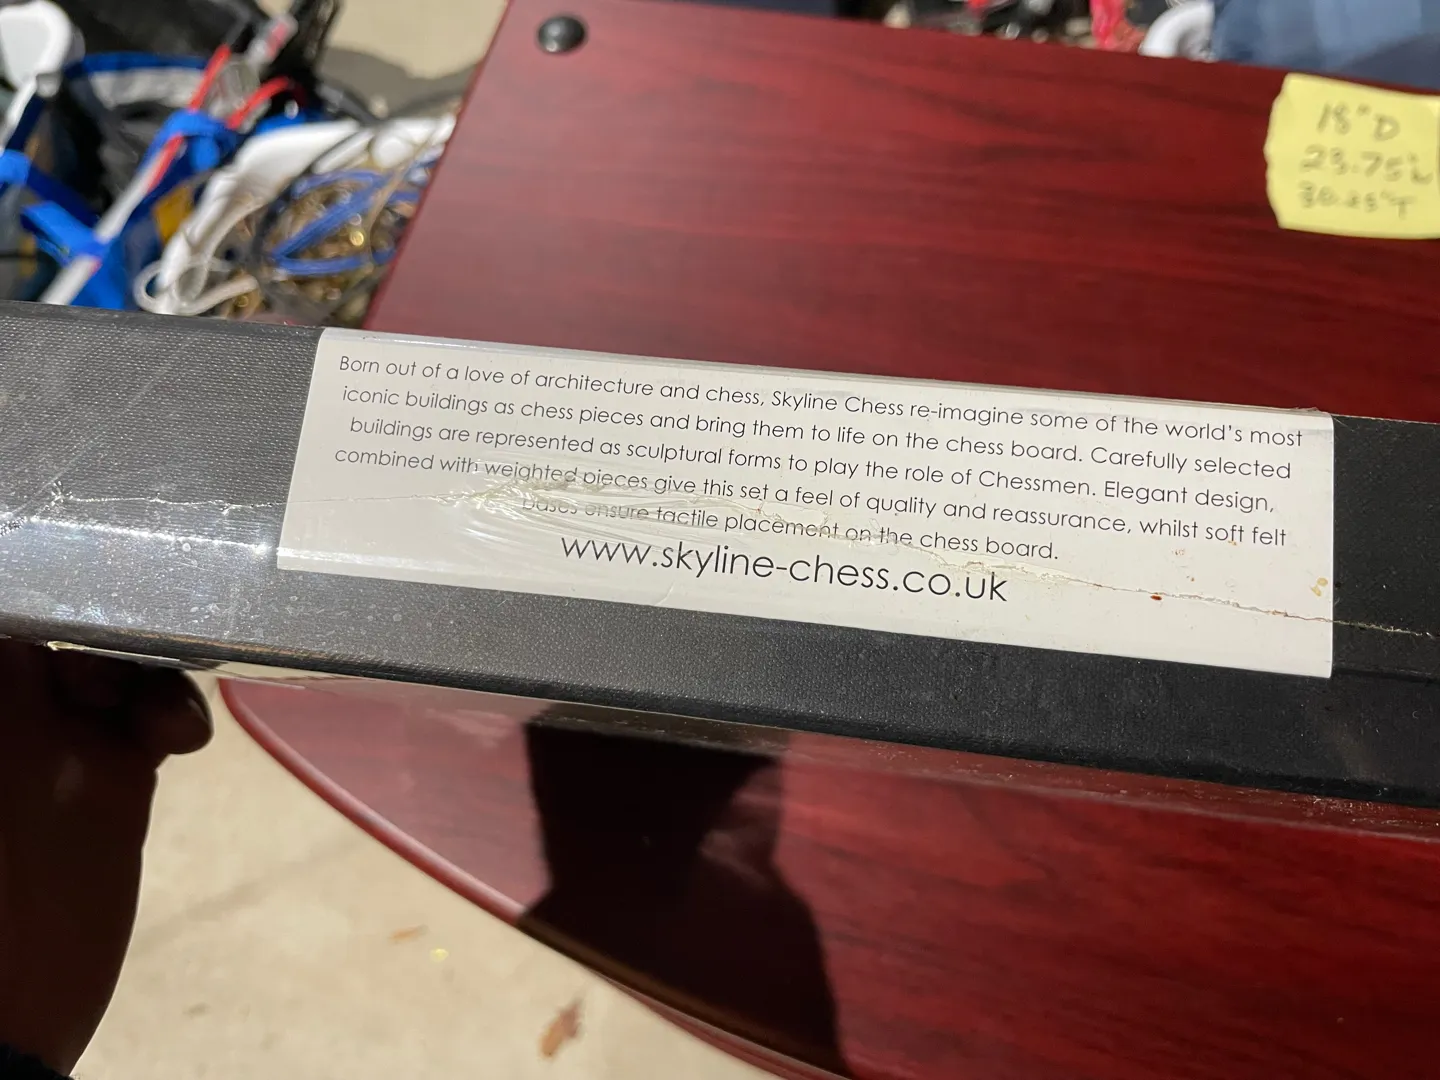 Born out of a love of architecture and chess, Skyline Chess re-imagine some of the world's most
iconic buildings as chess pieces and bring them to life on the chess board. Carefully selected
buildings are represented as sculptural forms to play the role of Chessmen. Elegant design,
combined with weighted pieces give this set a feel of quality and reassurance, whilst soft felt
bases ensure tactile placement on the chess board.
www.skyline-chess.co.uk
18" D
23.75"